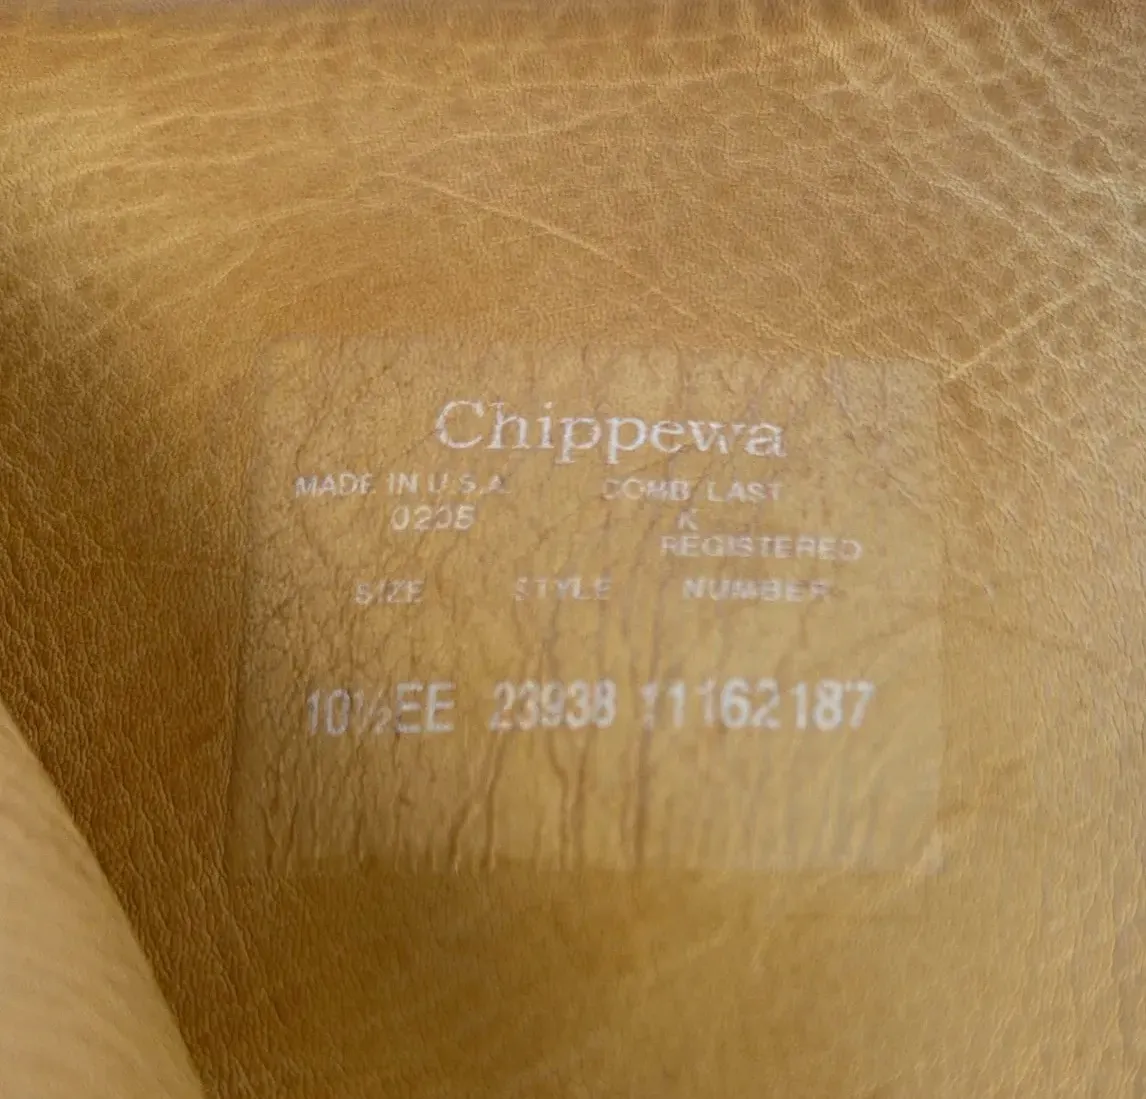 Chippewa
MADE IN U.S.A. COMB LAST
0205 K
REGISTERED
SIZE STYLE NUMBER
10½EE 23938 11162187